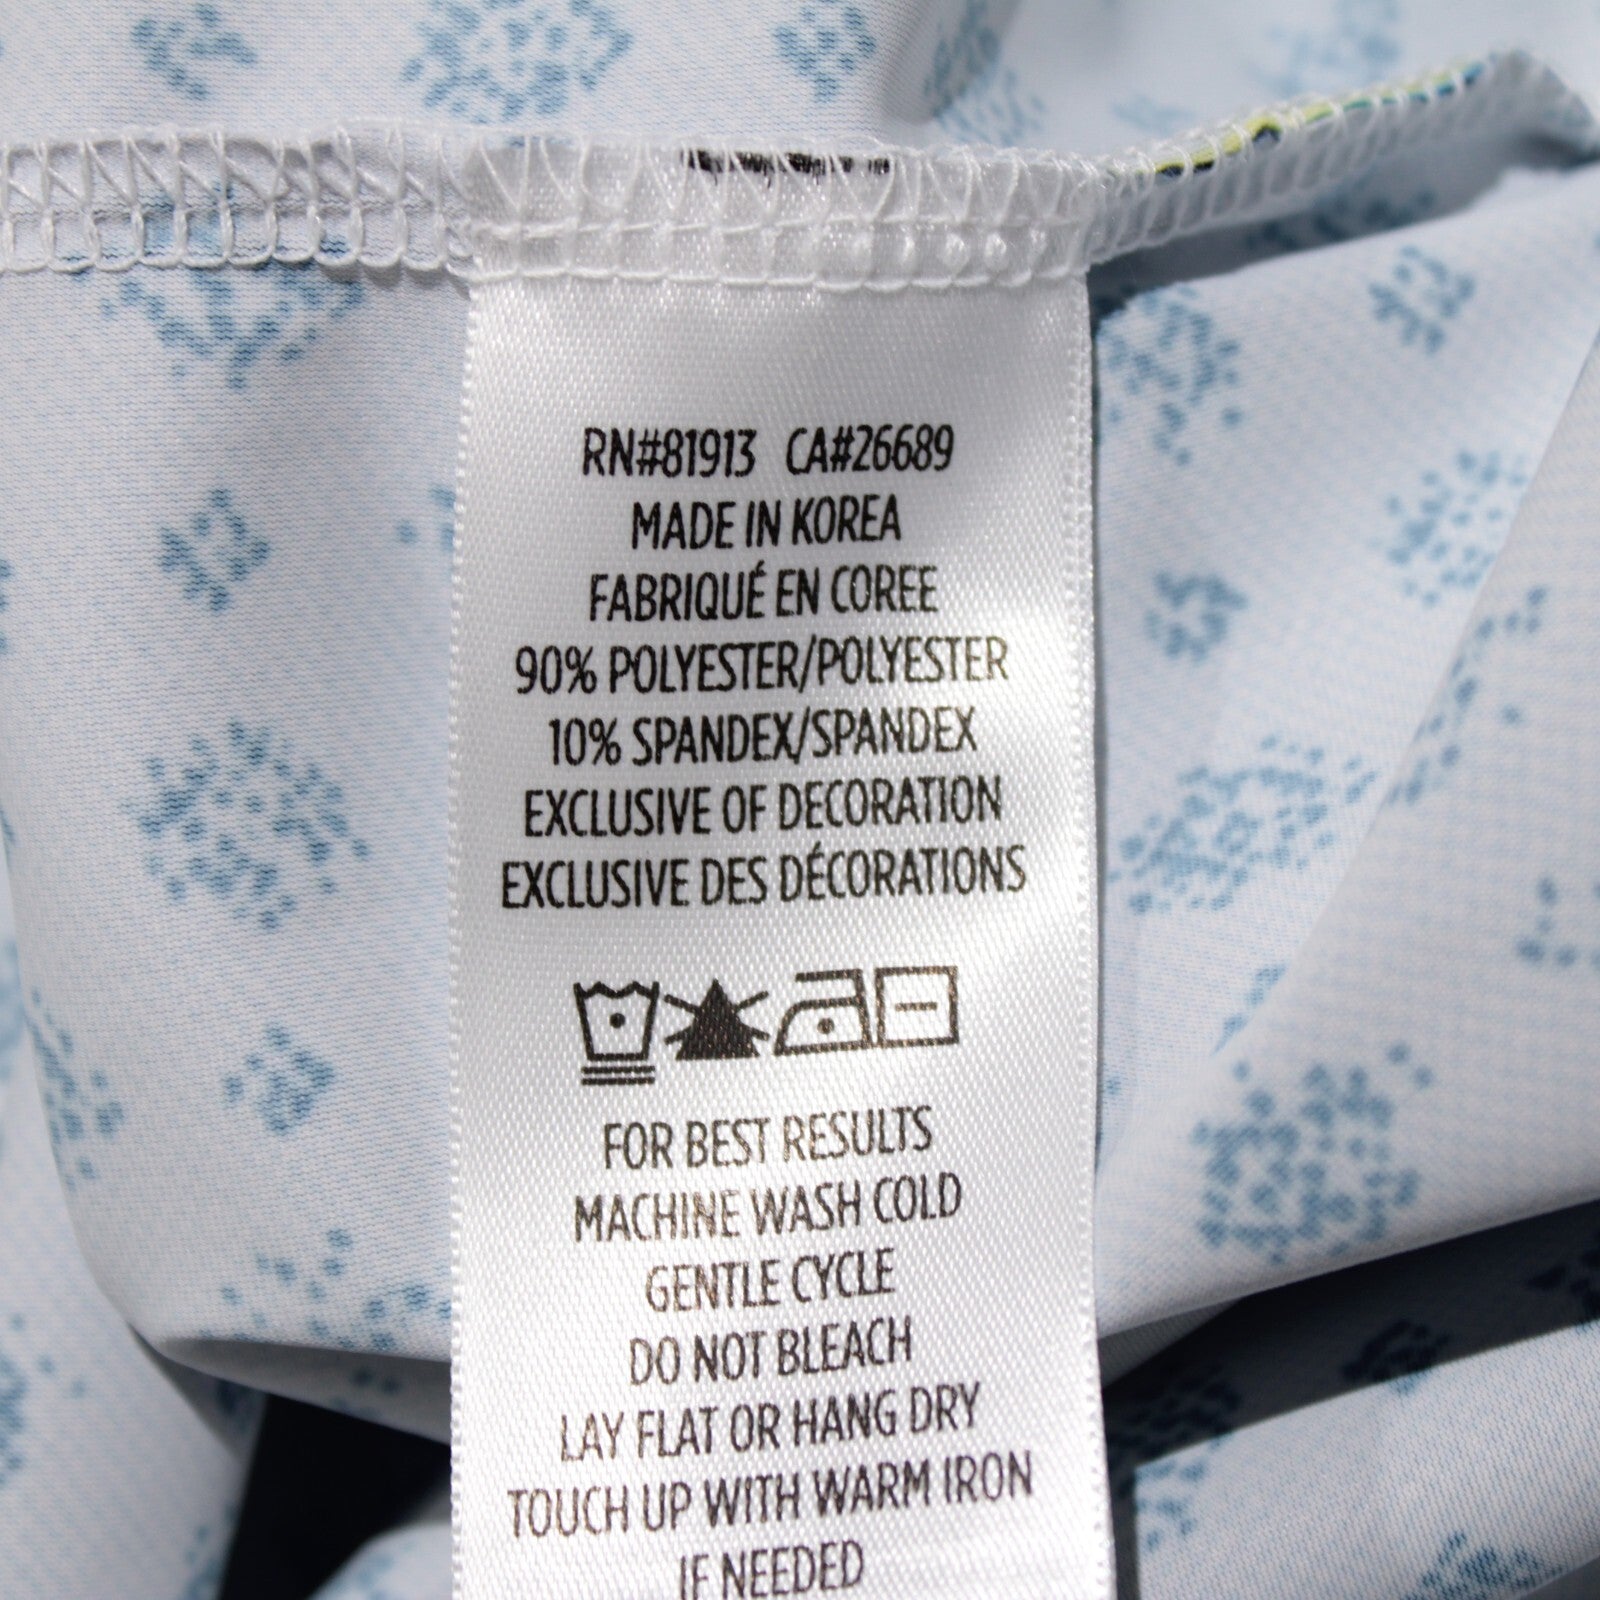 RN#81913 CA#26689
MADE IN KOREA
FABRIQUÉ EN COREE
90% POLYESTER/POLYESTER
10% SPANDEX/SPANDEX
EXCLUSIVE OF DECORATION
EXCLUSIVE DES DÉCORATIONS
FOR BEST RESULTS
MACHINE WASH COLD
GENTLE CYCLE
DO NOT BLEACH
LAY FLAT OR HANG DRY
TOUCH UP WITH WARM IRON
IF NEEDED